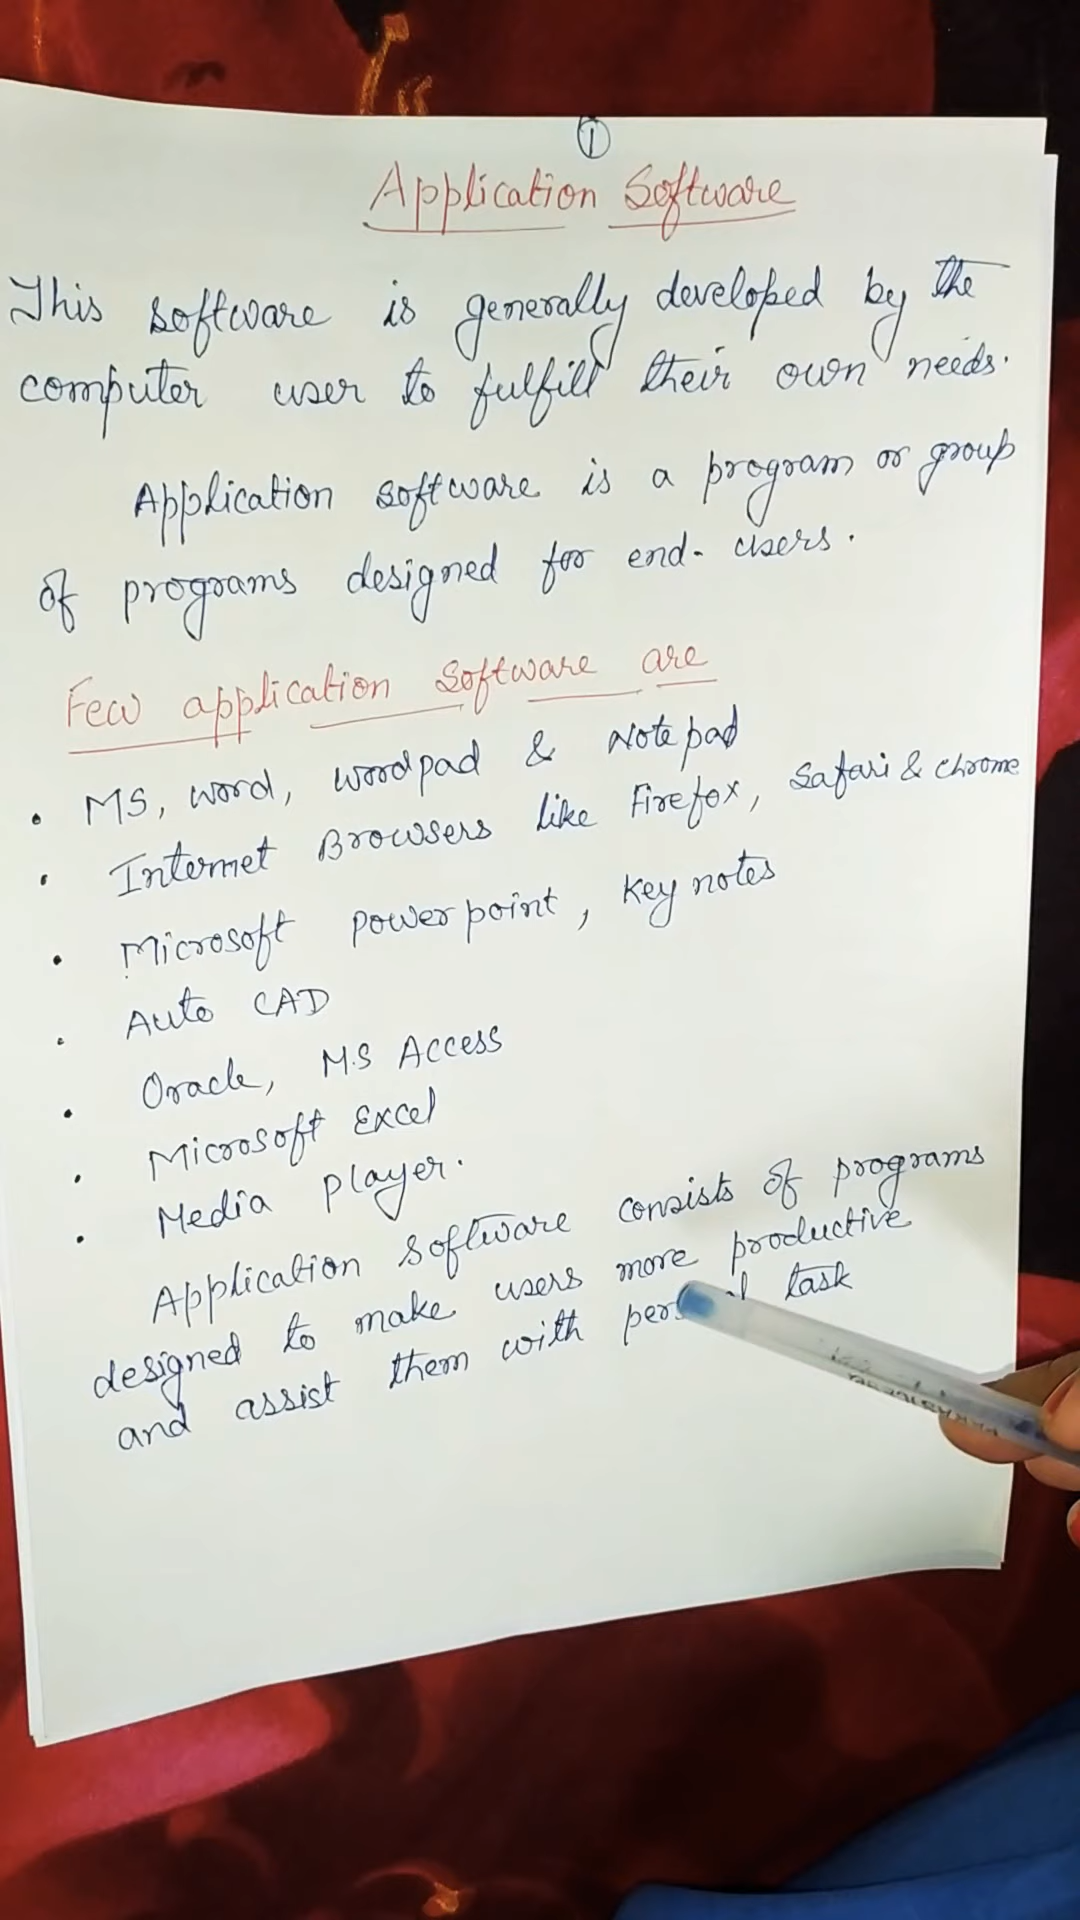 1
Application Software
This software is generally developed by the
computer user to fulfill their own needs.
Application software is a program or group
of programs designed for end-users.
Few application software are
• MS, word, wordpad & Notepad
• Internet Browsers like Firefox, Safari & chrome
• Microsoft powerpoint, key notes
• Auto CAD
• Oracle, M.S Access
• Microsoft Excel
• Media player.
Application software consists of programs
designed to make users more productive
and assist them with task